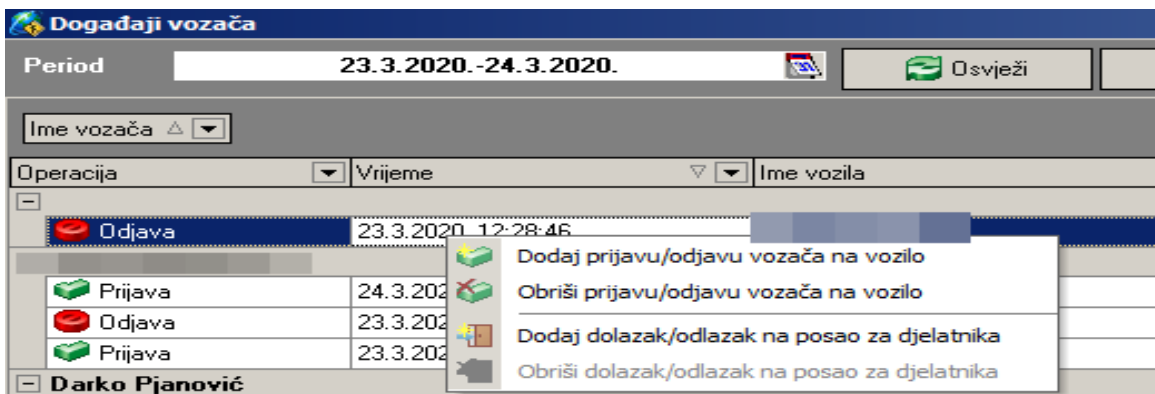 Događaji vozača
Period 23.3.2020.-24.3.2020. Osvježi
Ime vozača
Operacija Vrijeme Ime vozila
Odjava 23.3.2020 12:28:46
Dodaj prijavu/odjavu vozača na vozilo
Prijava 24.3.202 Obriši prijavu/odjavu vozača na vozilo
Odjava 23.3.202
Dodaj dolazak/odlazak na posao za djelatnika
Prijava 23.3.202
Obriši dolazak/odlazak na posao za djelatnika
Darko Pjanović